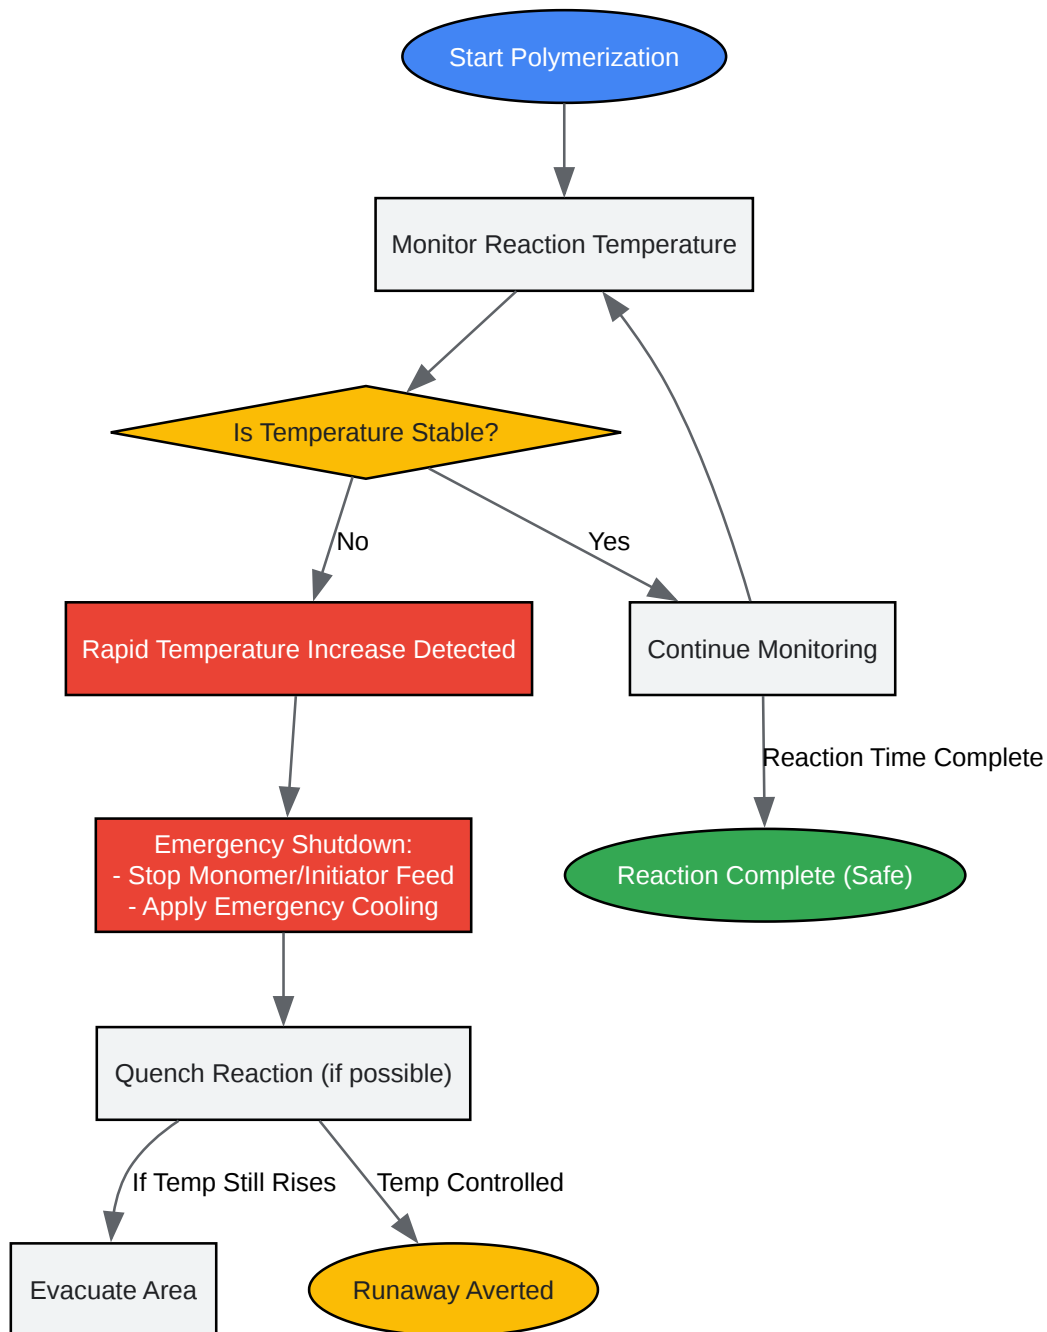 Start Polymerization
Monitor Reaction Temperature
Is Temperature Stable?
No
Yes
Rapid Temperature Increase Detected
Continue Monitoring
Reaction Time Complete
Emergency Shutdown:
- Stop Monomer/Initiator Feed
- Apply Emergency Cooling
Reaction Complete (Safe)
Quench Reaction (if possible)
If Temp Still Rises
Temp Controlled
Evacuate Area
Runaway Averted